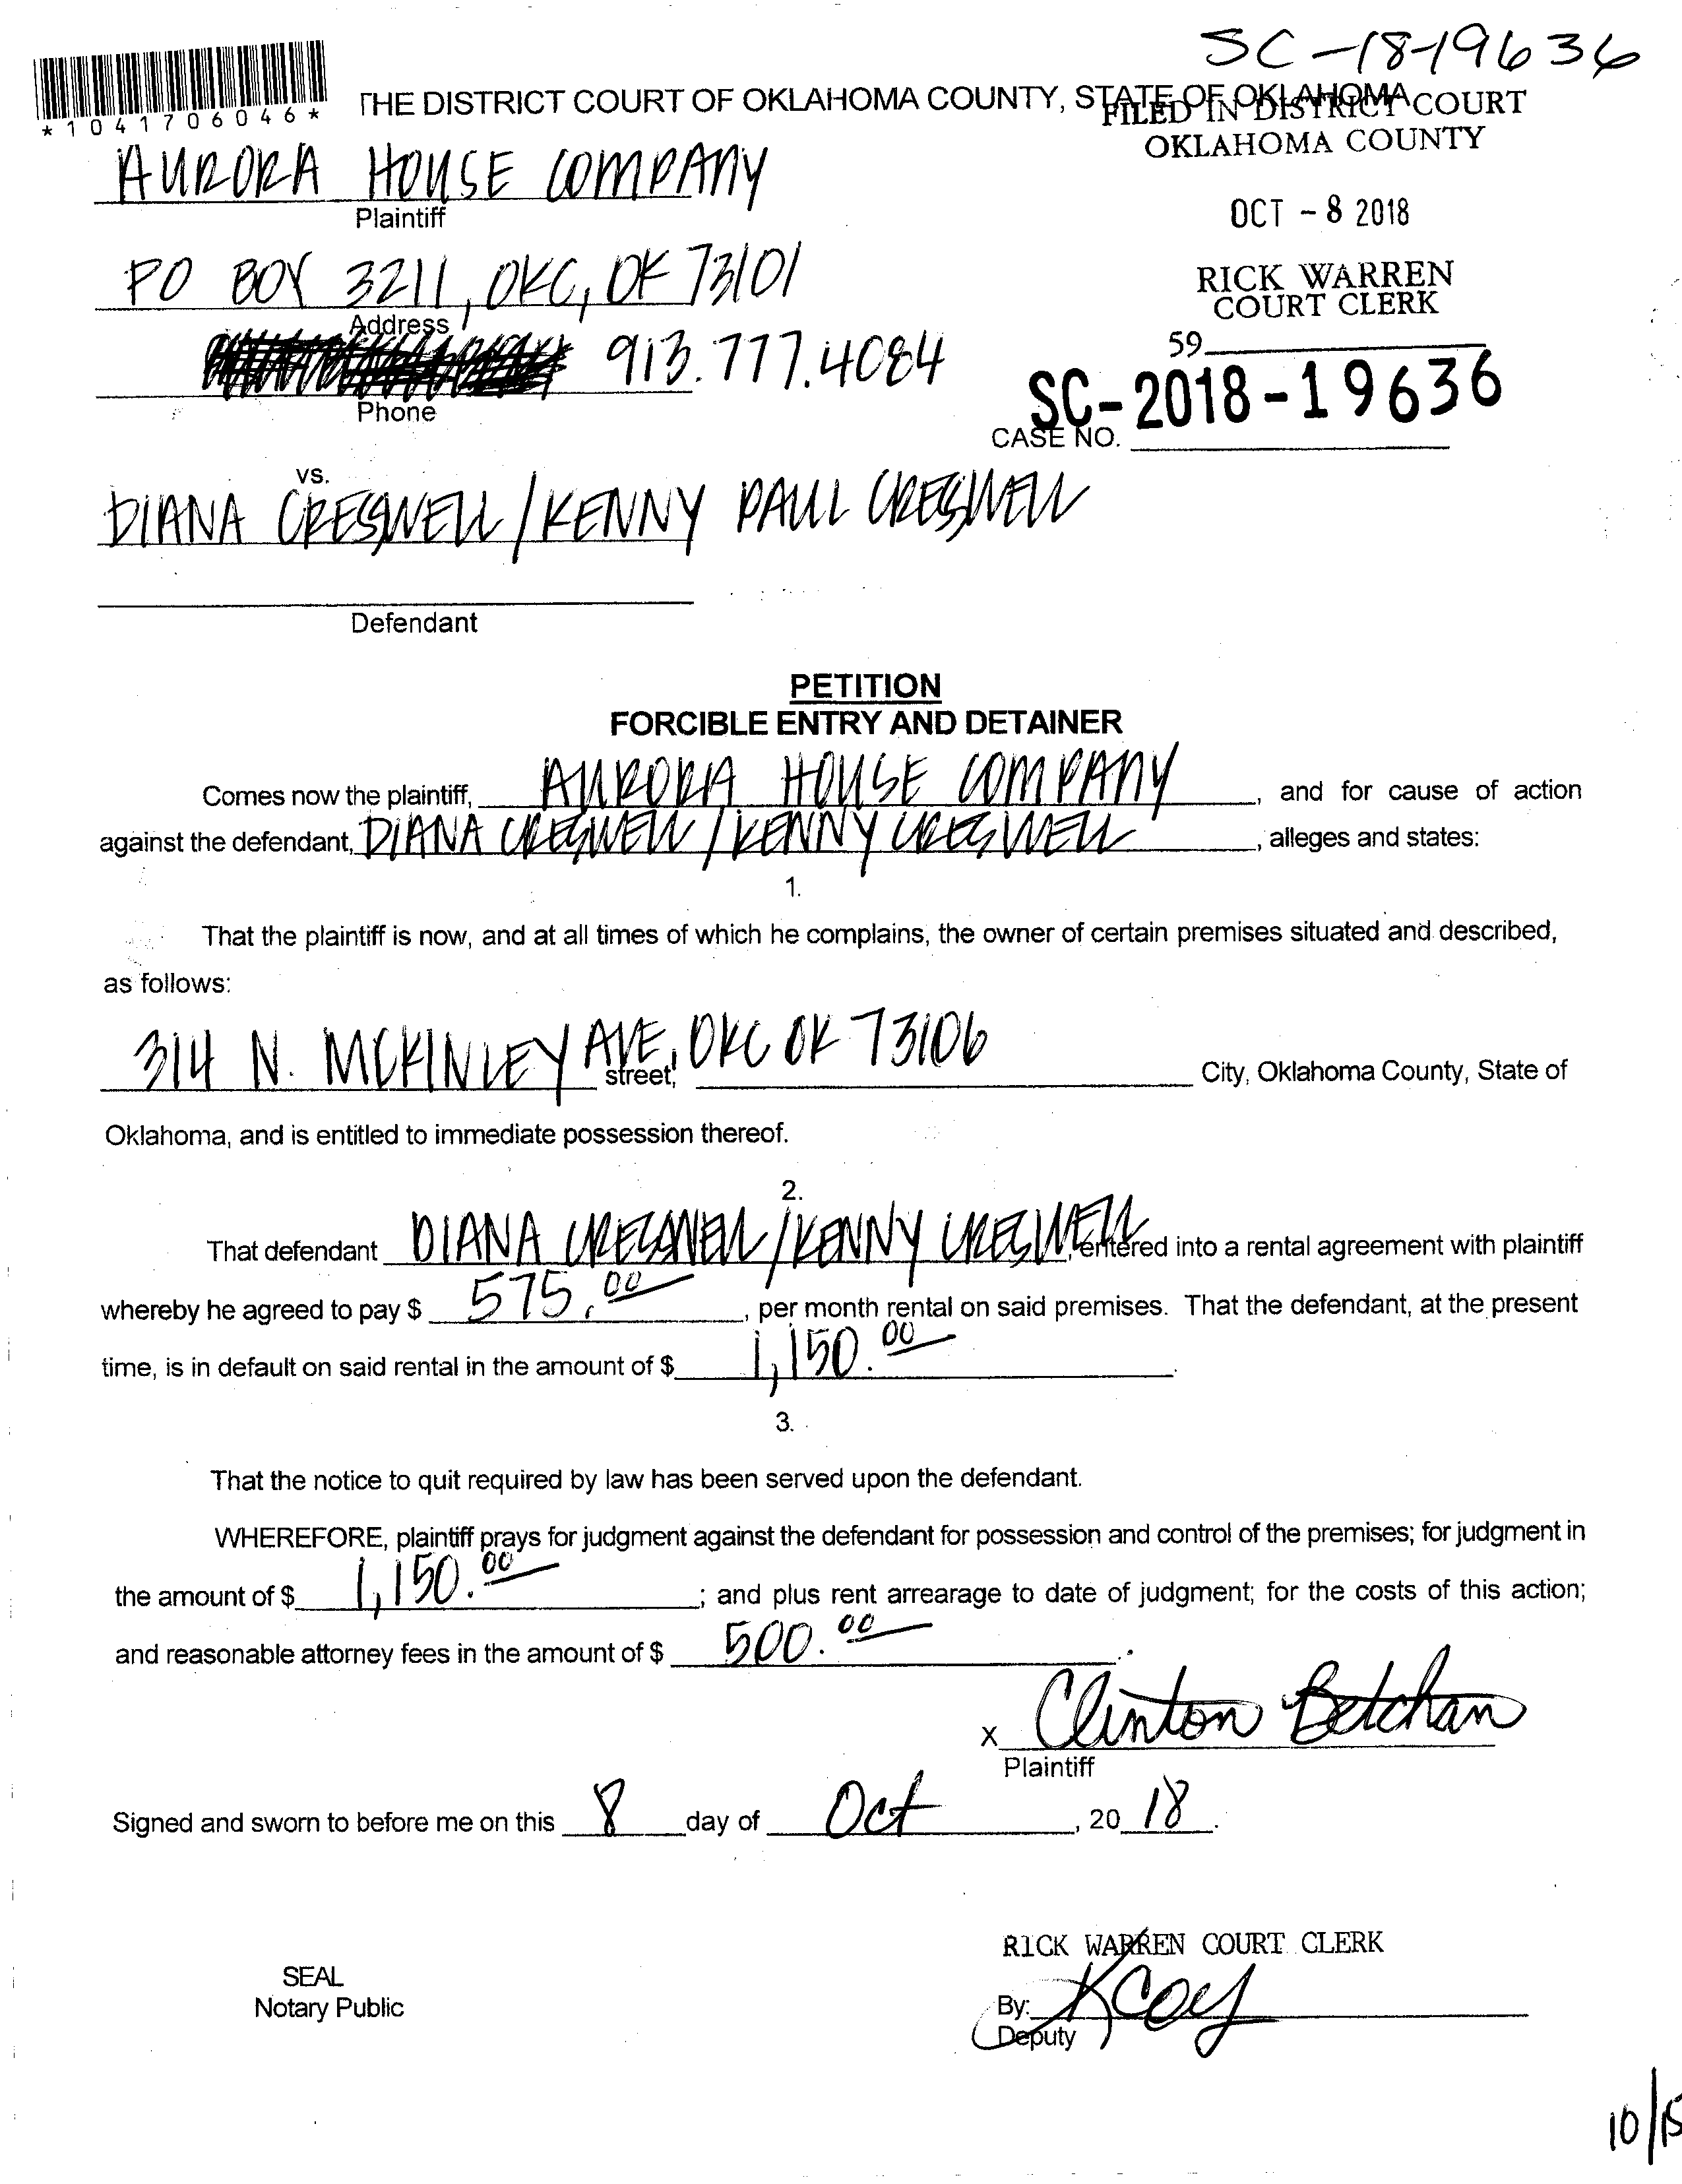 SC-18-19636
THE DISTRICT COURT OF OKLAHOMA COUNTY, STATE OF OKLAHOMA
FILED IN DISTRICT COURT
OKLAHOMA COUNTY
*1041706046*
AURORA HOUSE COMPANY
Plaintiff
OCT - 8 2018
PO BOX 3211, OKC, OK 73101
Address
RICK WARREN
COURT CLERK
59
913.777.4084
Phone
SC-2018-19636
CASE NO.
vs.
DIANA CRESWELL / KENNY PAUL CRESWELL
Defendant
PETITION
FORCIBLE ENTRY AND DETAINER
Comes now the plaintiff, AURORA HOUSE COMPANY, and for cause of action
against the defendant, DIANA CRESWELL / KENNY CRESWELL, alleges and states:
1.
That the plaintiff is now, and at all times of which he complains, the owner of certain premises situated and described,
as follows:
314 N. MCKINLEY AVE, OKC OK 73106
street, City, Oklahoma County, State of
Oklahoma, and is entitled to immediate possession thereof.
2.
That defendant DIANA CRESWELL / KENNY CRESWELL, entered into a rental agreement with plaintiff
whereby he agreed to pay $ 575.00, per month rental on said premises. That the defendant, at the present
time, is in default on said rental in the amount of $ 1,150.00.
3.
That the notice to quit required by law has been served upon the defendant.
WHEREFORE, plaintiff prays for judgment against the defendant for possession and control of the premises; for judgment in
the amount of $ 1,150.00; and plus rent arrearage to date of judgment; for the costs of this action;
and reasonable attorney fees in the amount of $ 500.00.
x Clinton Betchan
Plaintiff
Signed and sworn to before me on this 8 day of Oct, 20 18.
RICK WARREN COURT CLERK
SEAL
Notary Public
By: K Coy
Deputy
10/15